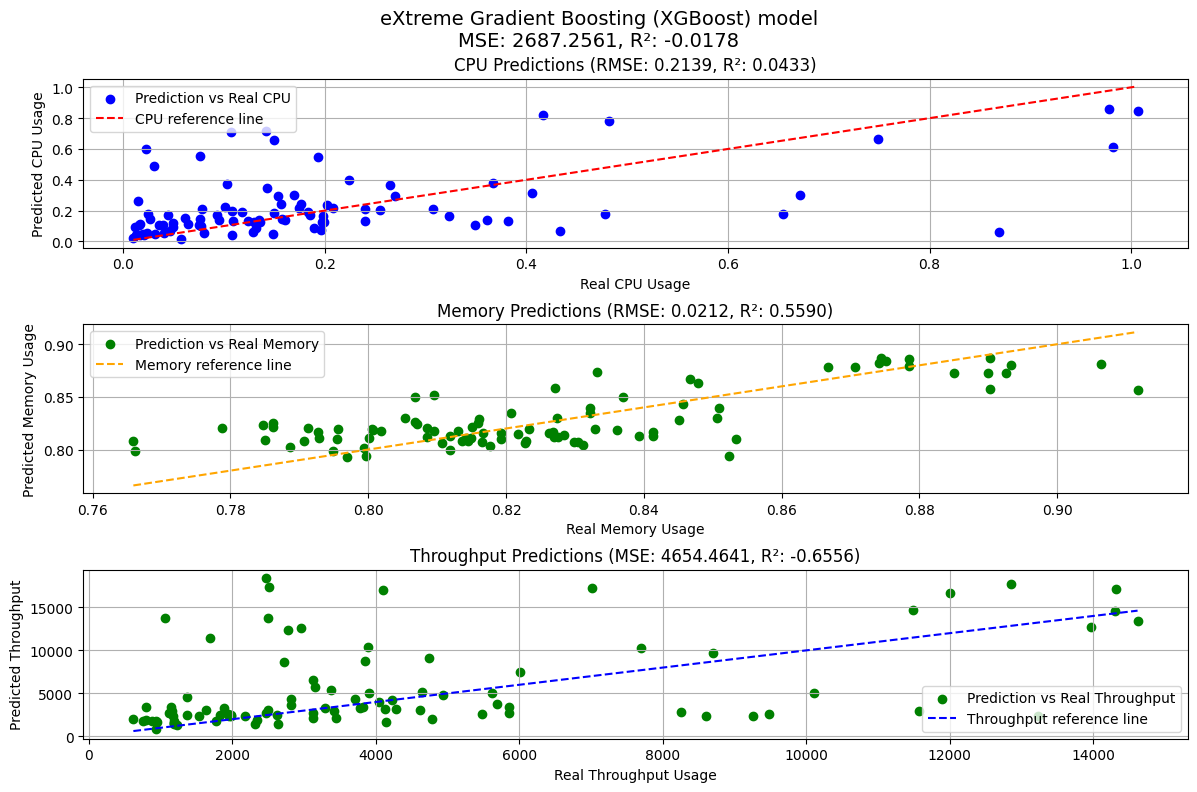 eXtreme Gradient Boosting (XGBoost) model
MSE: 2687.2561, R²: -0.0178
CPU Predictions (RMSE: 0.2139, R²: 0.0433)
Predicted CPU Usage
1.0
0.8
0.6
0.4
0.2
0.0
Prediction vs Real CPU
CPU reference line
0.0 0.2 0.4 0.6 0.8 1.0
Real CPU Usage
Memory Predictions (RMSE: 0.0212, R²: 0.5590)
Predicted Memory Usage
0.90
0.85
0.80
Prediction vs Real Memory
Memory reference line
0.76 0.78 0.80 0.82 0.84 0.86 0.88 0.90
Real Memory Usage
Throughput Predictions (MSE: 4654.4641, R²: -0.6556)
Predicted Throughput
15000
10000
5000
0
Prediction vs Real Throughput
Throughput reference line
0 2000 4000 6000 8000 10000 12000 14000
Real Throughput Usage